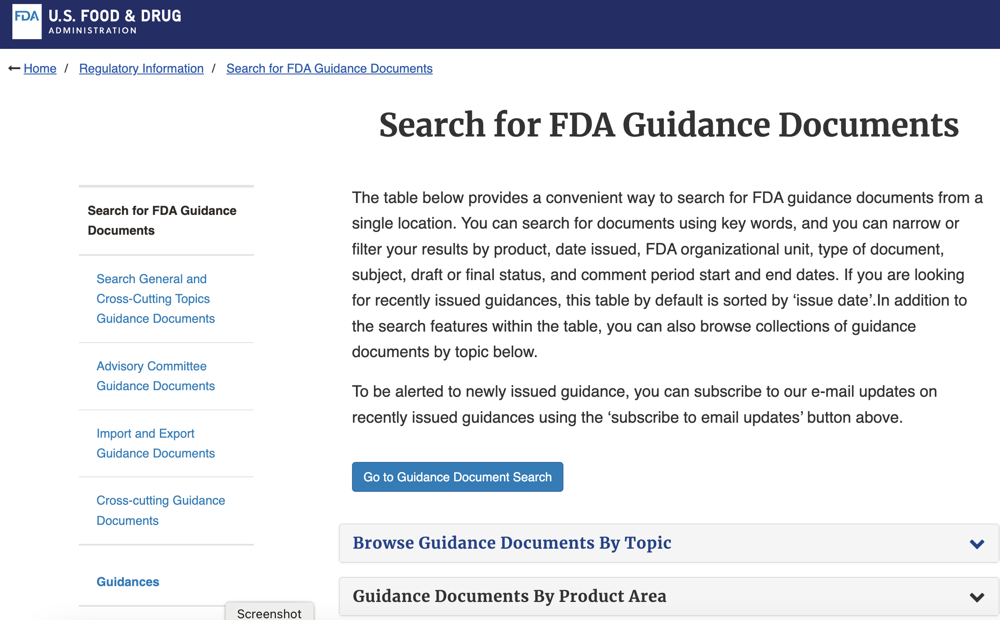 FDA U.S. FOOD & DRUG
ADMINISTRATION
Home / Regulatory Information / Search for FDA Guidance Documents
Search for FDA Guidance Documents
Search for FDA Guidance
Documents
Search General and
Cross-Cutting Topics
Guidance Documents
Advisory Committee
Guidance Documents
Import and Export
Guidance Documents
Cross-cutting Guidance
Documents
Guidances
Screenshot
The table below provides a convenient way to search for FDA guidance documents from a
single location. You can search for documents using key words, and you can narrow or
filter your results by product, date issued, FDA organizational unit, type of document,
subject, draft or final status, and comment period start and end dates. If you are looking
for recently issued guidances, this table by default is sorted by ‘issue date’.In addition to
the search features within the table, you can also browse collections of guidance
documents by topic below.
To be alerted to newly issued guidance, you can subscribe to our e-mail updates on
recently issued guidances using the ‘subscribe to email updates’ button above.
Go to Guidance Document Search
Browse Guidance Documents By Topic
Guidance Documents By Product Area